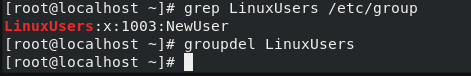 [root@localhost ~]# grep LinuxUsers /etc/group
LinuxUsers:x:1003:NewUser
[root@localhost ~]# groupdel LinuxUsers
[root@localhost ~]#